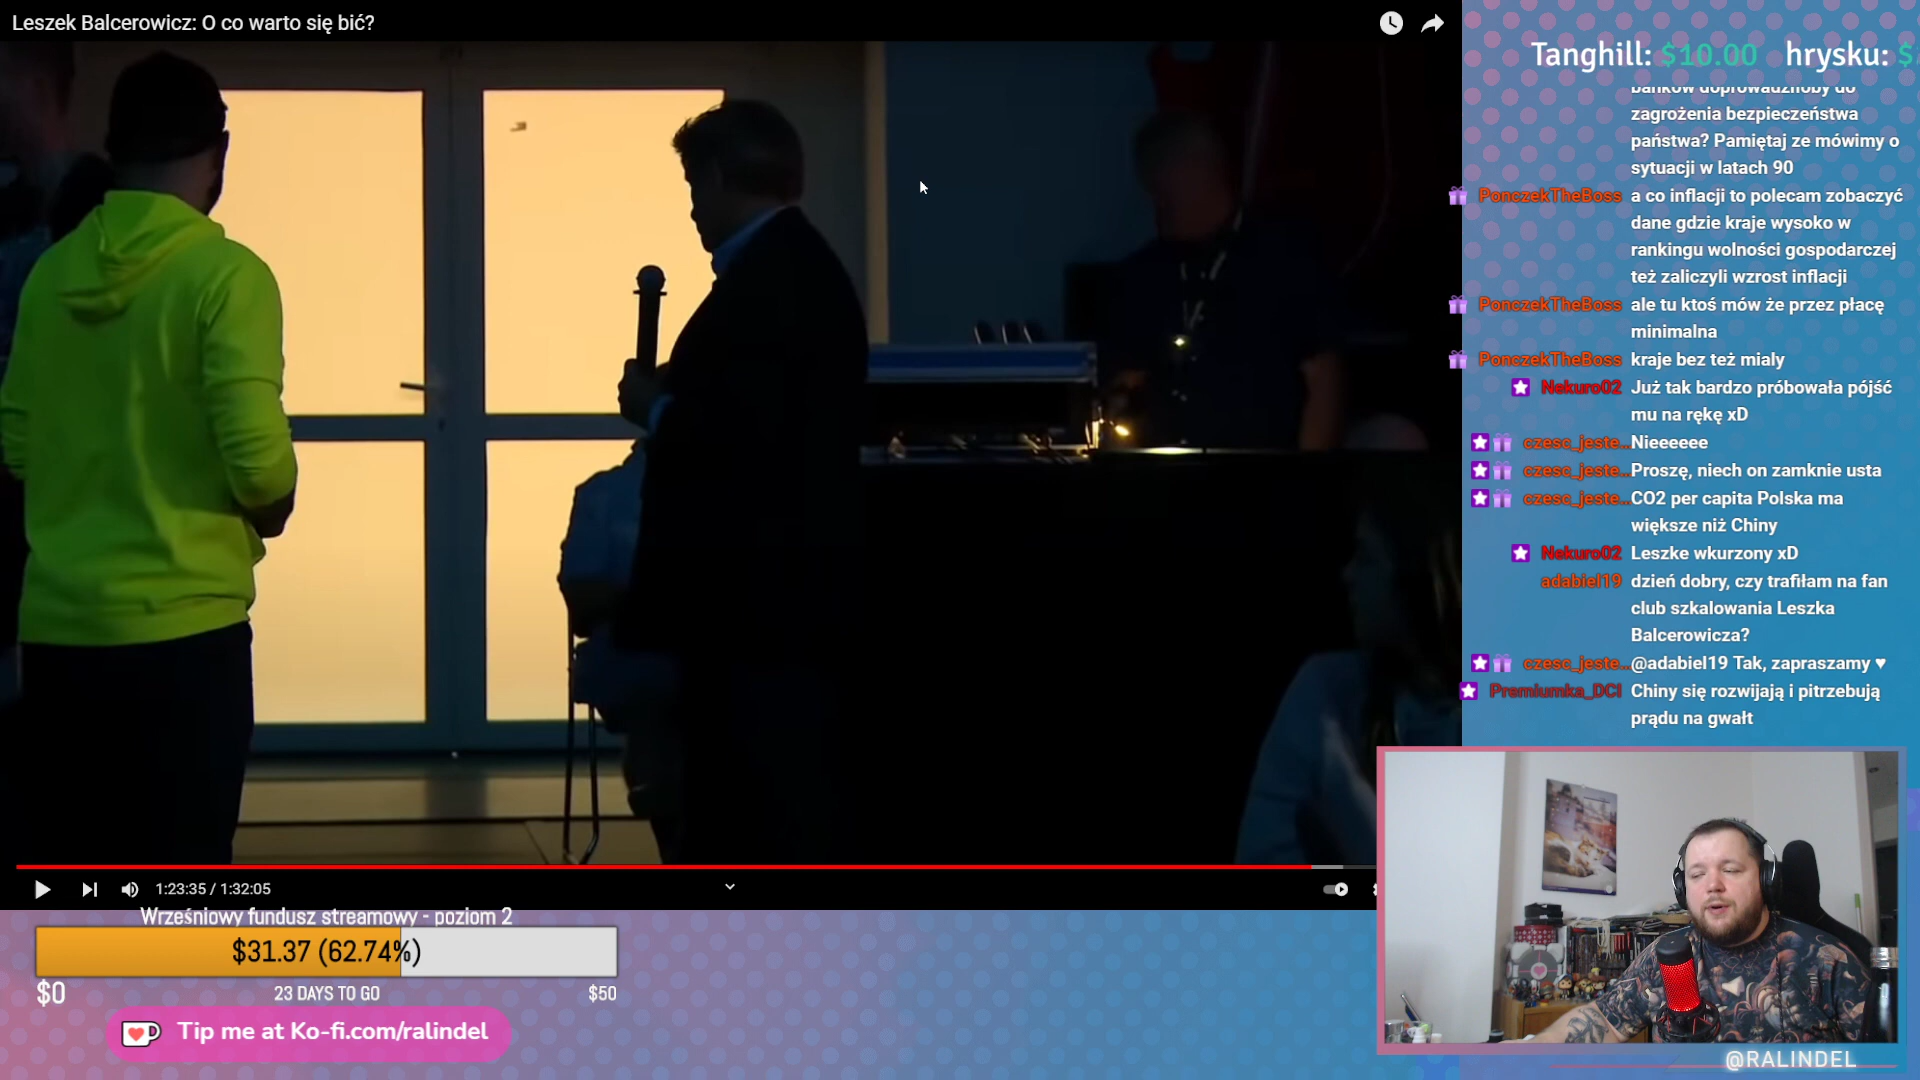 Leszek Balcerowicz: O co warto się bić?
Tanghill: $10.00 hrysku: $
banków doprowadziłoby do
zagrożenia bezpieczeństwa
państwa? Pamiętaj ze mówimy o
sytuacji w latach 90
PonczekTheBoss a co inflacji to polecam zobaczyć
dane gdzie kraje wysoko w
rankingu wolności gospodarczej
też zaliczyli wzrost inflacji
PonczekTheBoss ale tu ktoś mów że przez płacę
minimalna
PonczekTheBoss kraje bez też mialy
Nekuro02 Już tak bardzo próbowała pójść
mu na rękę xD
czesc_jeste... Nieeeeee
czesc_jeste... Proszę, niech on zamknie usta
czesc_jeste... CO2 per capita Polska ma
większe niż Chiny
Nekuro02 Leszke wkurzony xD
adabiel19 dzień dobry, czy trafiłam na fan
club szkalowania Leszka
Balcerowicza?
czesc_jeste... @adabiel19 Tak, zapraszamy ♥
Premiumka_DCI Chiny się rozwijają i pitrzebują
prądu na gwałt
1:23:35 / 1:32:05
Wrześniowy fundusz streamowy - poziom 2
$31.37 (62.74%)
$0 23 DAYS TO GO $50
Tip me at Ko-fi.com/ralindel
@RALINDEL